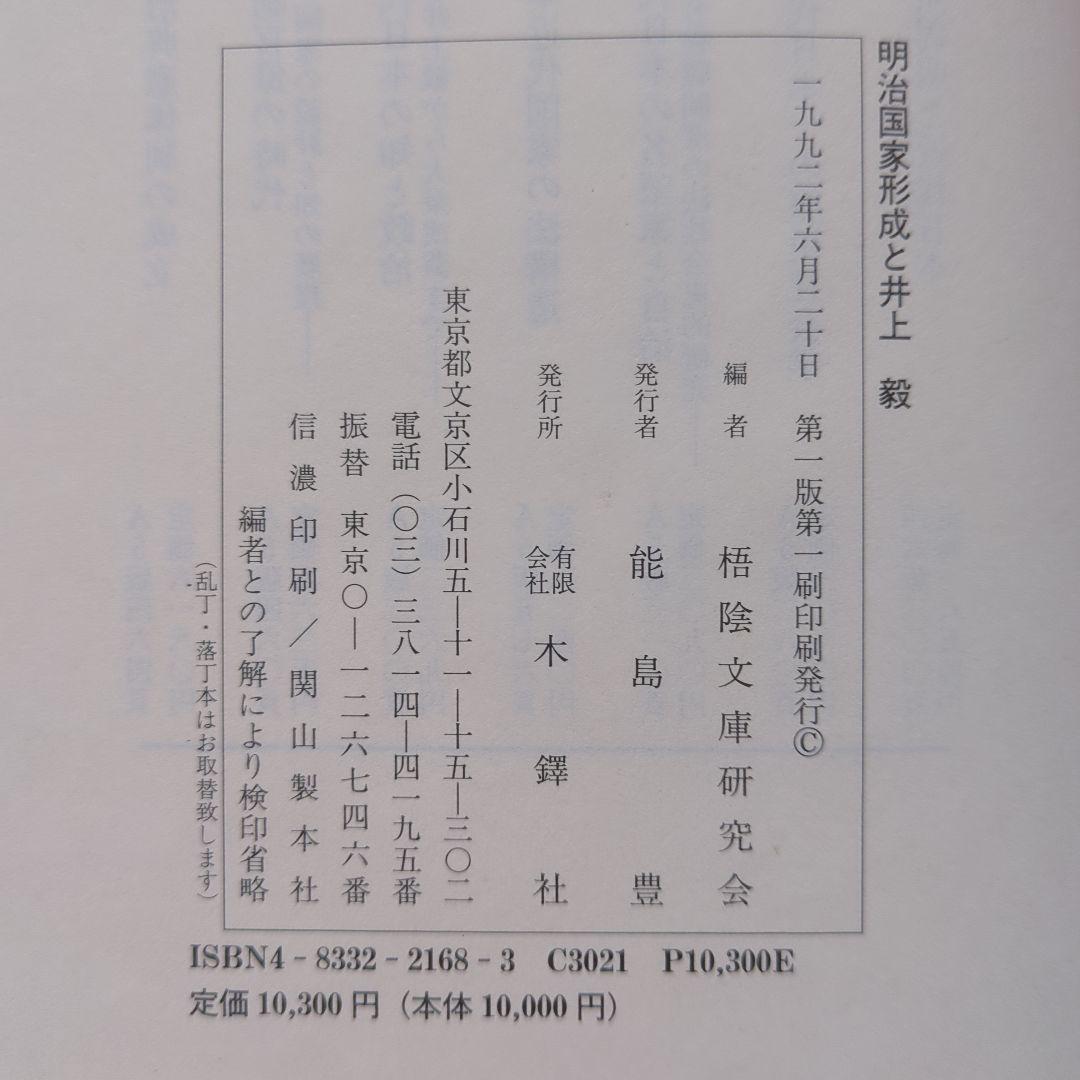 明治国家形成と井上　毅
一九九二年六月二十日　第一版第一刷印刷発行©
編者　梧陰文庫研究会
発行者　能島豊
発行所　有限会社　木鐸社
東京都文京区小石川五―十一―十五―三〇二
電話（〇三）三八一四―四一九五番
振替　東京〇―一二六七四六番
信濃印刷／関山製本社
編者との了解により検印省略
（乱丁・落丁本はお取替致します）
ISBN4-8332-2168-3　C3021　P10,300E
定価 10,300 円（本体 10,000 円）